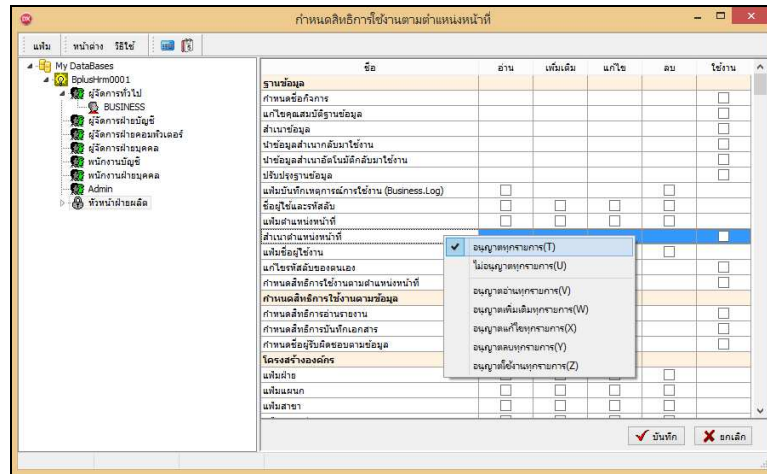 กำหนดสิทธิการใช้งานตามตำแหน่งหน้าที่
แฟ้ม หน้าต่าง วิธีใช้
My DataBases
BplusHrm0001
ผู้จัดการทั่วไป
BUSINESS
ผู้จัดการฝ่ายบัญชี
ผู้จัดการฝ่ายคอมพิวเตอร์
ผู้จัดการฝ่ายบุคคล
พนักงานบัญชี
พนักงานฝ่ายบุคคล
Admin
หัวหน้าฝ่ายผลิต
ชื่อ อ่าน เพิ่มเติม แก้ไข ลบ ใช้งาน
ฐานข้อมูล
กำหนดชื่อกิจการ
แก้ไขคุณสมบัติฐานข้อมูล
สำเนาข้อมูล
นำข้อมูลสำเนากลับมาใช้งาน
นำข้อมูลสำเนาอัตโนมัติกลับมาใช้งาน
ปรับปรุงฐานข้อมูล
แฟ้มบันทึกเหตุการณ์การใช้งาน (Business.Log)
ชื่อผู้ใช้และรหัสลับ
แฟ้มตำแหน่งหน้าที่
สำเนาตำแหน่งหน้าที่
แฟ้มชื่อผู้ใช้งาน
แก้ไขรหัสลับของตนเอง
กำหนดสิทธิการใช้งานตามตำแหน่งหน้าที่
กำหนดสิทธิการใช้งานตามข้อมูล
กำหนดสิทธิการอ่านรายงาน
กำหนดสิทธิการบันทึกเอกสาร
กำหนดชื่อผู้รับผิดชอบตามข้อมูล
โครงสร้างองค์กร
แฟ้มฝ่าย
แฟ้มแผนก
แฟ้มสาขา
อนุญาตทุกรายการ(T)
ไม่อนุญาตทุกรายการ(U)
อนุญาตอ่านทุกรายการ(V)
อนุญาตเพิ่มเติมทุกรายการ(W)
อนุญาตแก้ไขทุกรายการ(X)
อนุญาตลบทุกรายการ(Y)
อนุญาตใช้งานทุกรายการ(Z)
บันทึก ยกเลิก